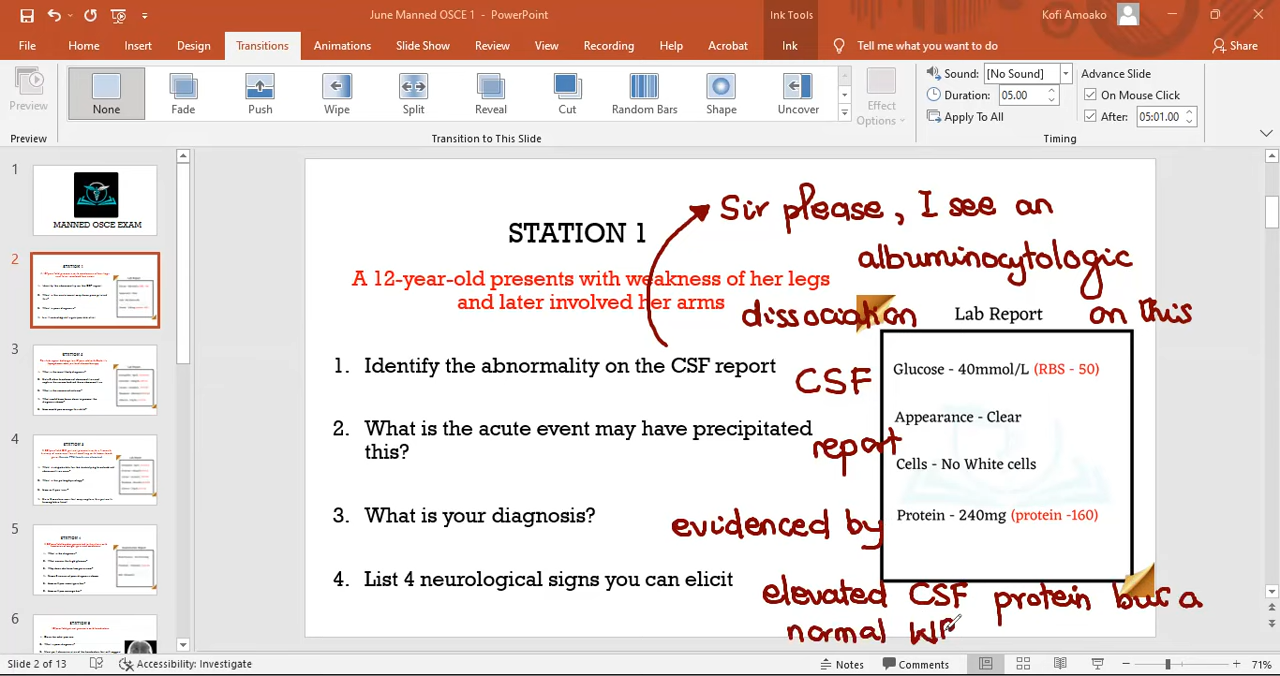 June Manned OSCE 1 - PowerPoint
Ink Tools
Kofi Amoako
File
Home
Insert
Design
Transitions
Animations
Slide Show
Review
View
Recording
Help
Acrobat
Ink
Tell me what you want to do
Share
Preview
None
Fade
Push
Wipe
Split
Reveal
Cut
Random Bars
Shape
Uncover
Effect
Options
Sound: [No Sound]
Duration: 05.00
Apply To All
Advance Slide
On Mouse Click
After: 05:01.00
Preview
Transition to This Slide
Timing
1
MANNED OSCE EXAM
2
3
4
5
6
STATION 1
A 12-year-old presents with weakness of her legs
and later involved her arms
1. Identify the abnormality on the CSF report
2. What is the acute event may have precipitated
this?
3. What is your diagnosis?
4. List 4 neurological signs you can elicit
Lab Report
Glucose - 40mmol/L (RBS - 50)
Appearance - Clear
Cells - No White cells
Protein - 240mg (protein -160)
Sir please, I see an
albuminocytologic
dissociation on this
CSF
report
evidenced by
elevated CSF protein but a
normal
Slide 2 of 13
Accessibility: Investigate
Notes
Comments
71%